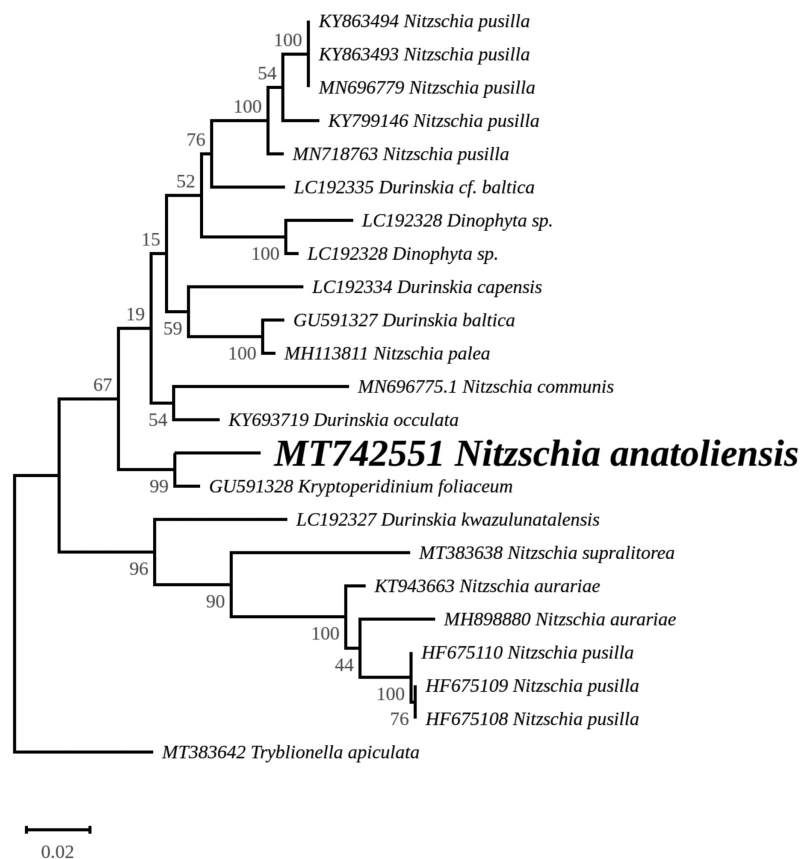 KY863494 Nitzschia pusilla
100
KY863493 Nitzschia pusilla
54
MN696779 Nitzschia pusilla
100
KY799146 Nitzschia pusilla
76
MN718763 Nitzschia pusilla
52
LC192335 Durinskia cf. baltica
LC192328 Dinophyta sp.
15
100
LC192328 Dinophyta sp.
LC192334 Durinskia capensis
19
59
GU591327 Durinskia baltica
100
MH113811 Nitzschia palea
67
MN696775.1 Nitzschia communis
54
KY693719 Durinskia occulata
MT742551 Nitzschia anatoliensis
99
GU591328 Kryptoperidinium foliaceum
LC192327 Durinskia kwazulunatalensis
96
MT383638 Nitzschia supralitorea
90
KT943663 Nitzschia aurariae
100
MH898880 Nitzschia aurariae
44
HF675110 Nitzschia pusilla
100
HF675109 Nitzschia pusilla
76
HF675108 Nitzschia pusilla
MT383642 Tryblionella apiculata
0.02